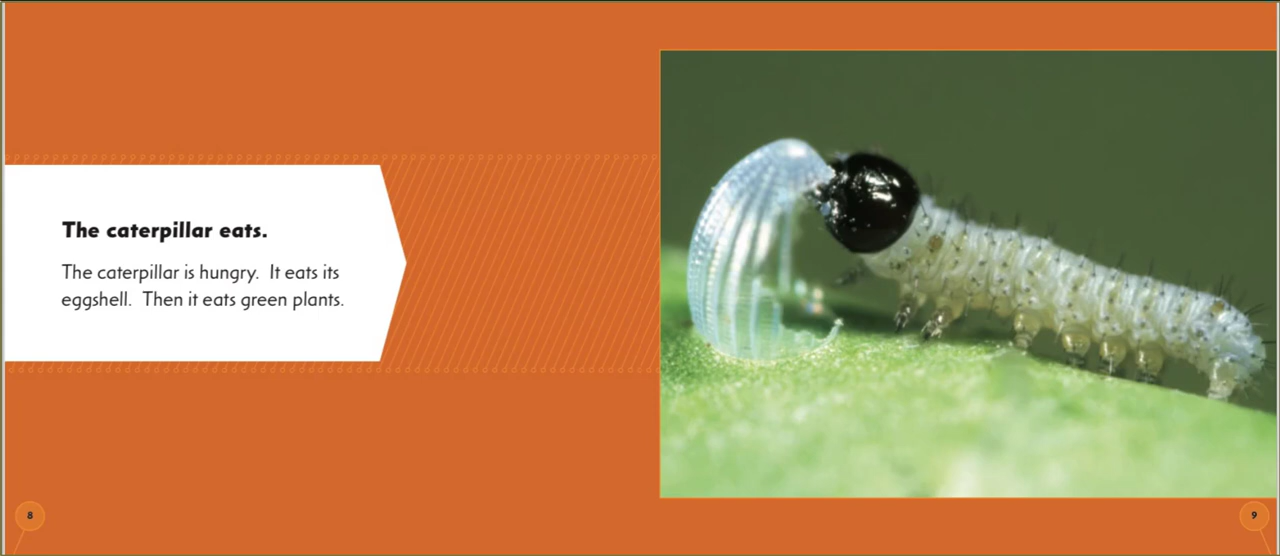 The caterpillar eats.
The caterpillar is hungry.  It eats its
eggshell.  Then it eats green plants.
8
9